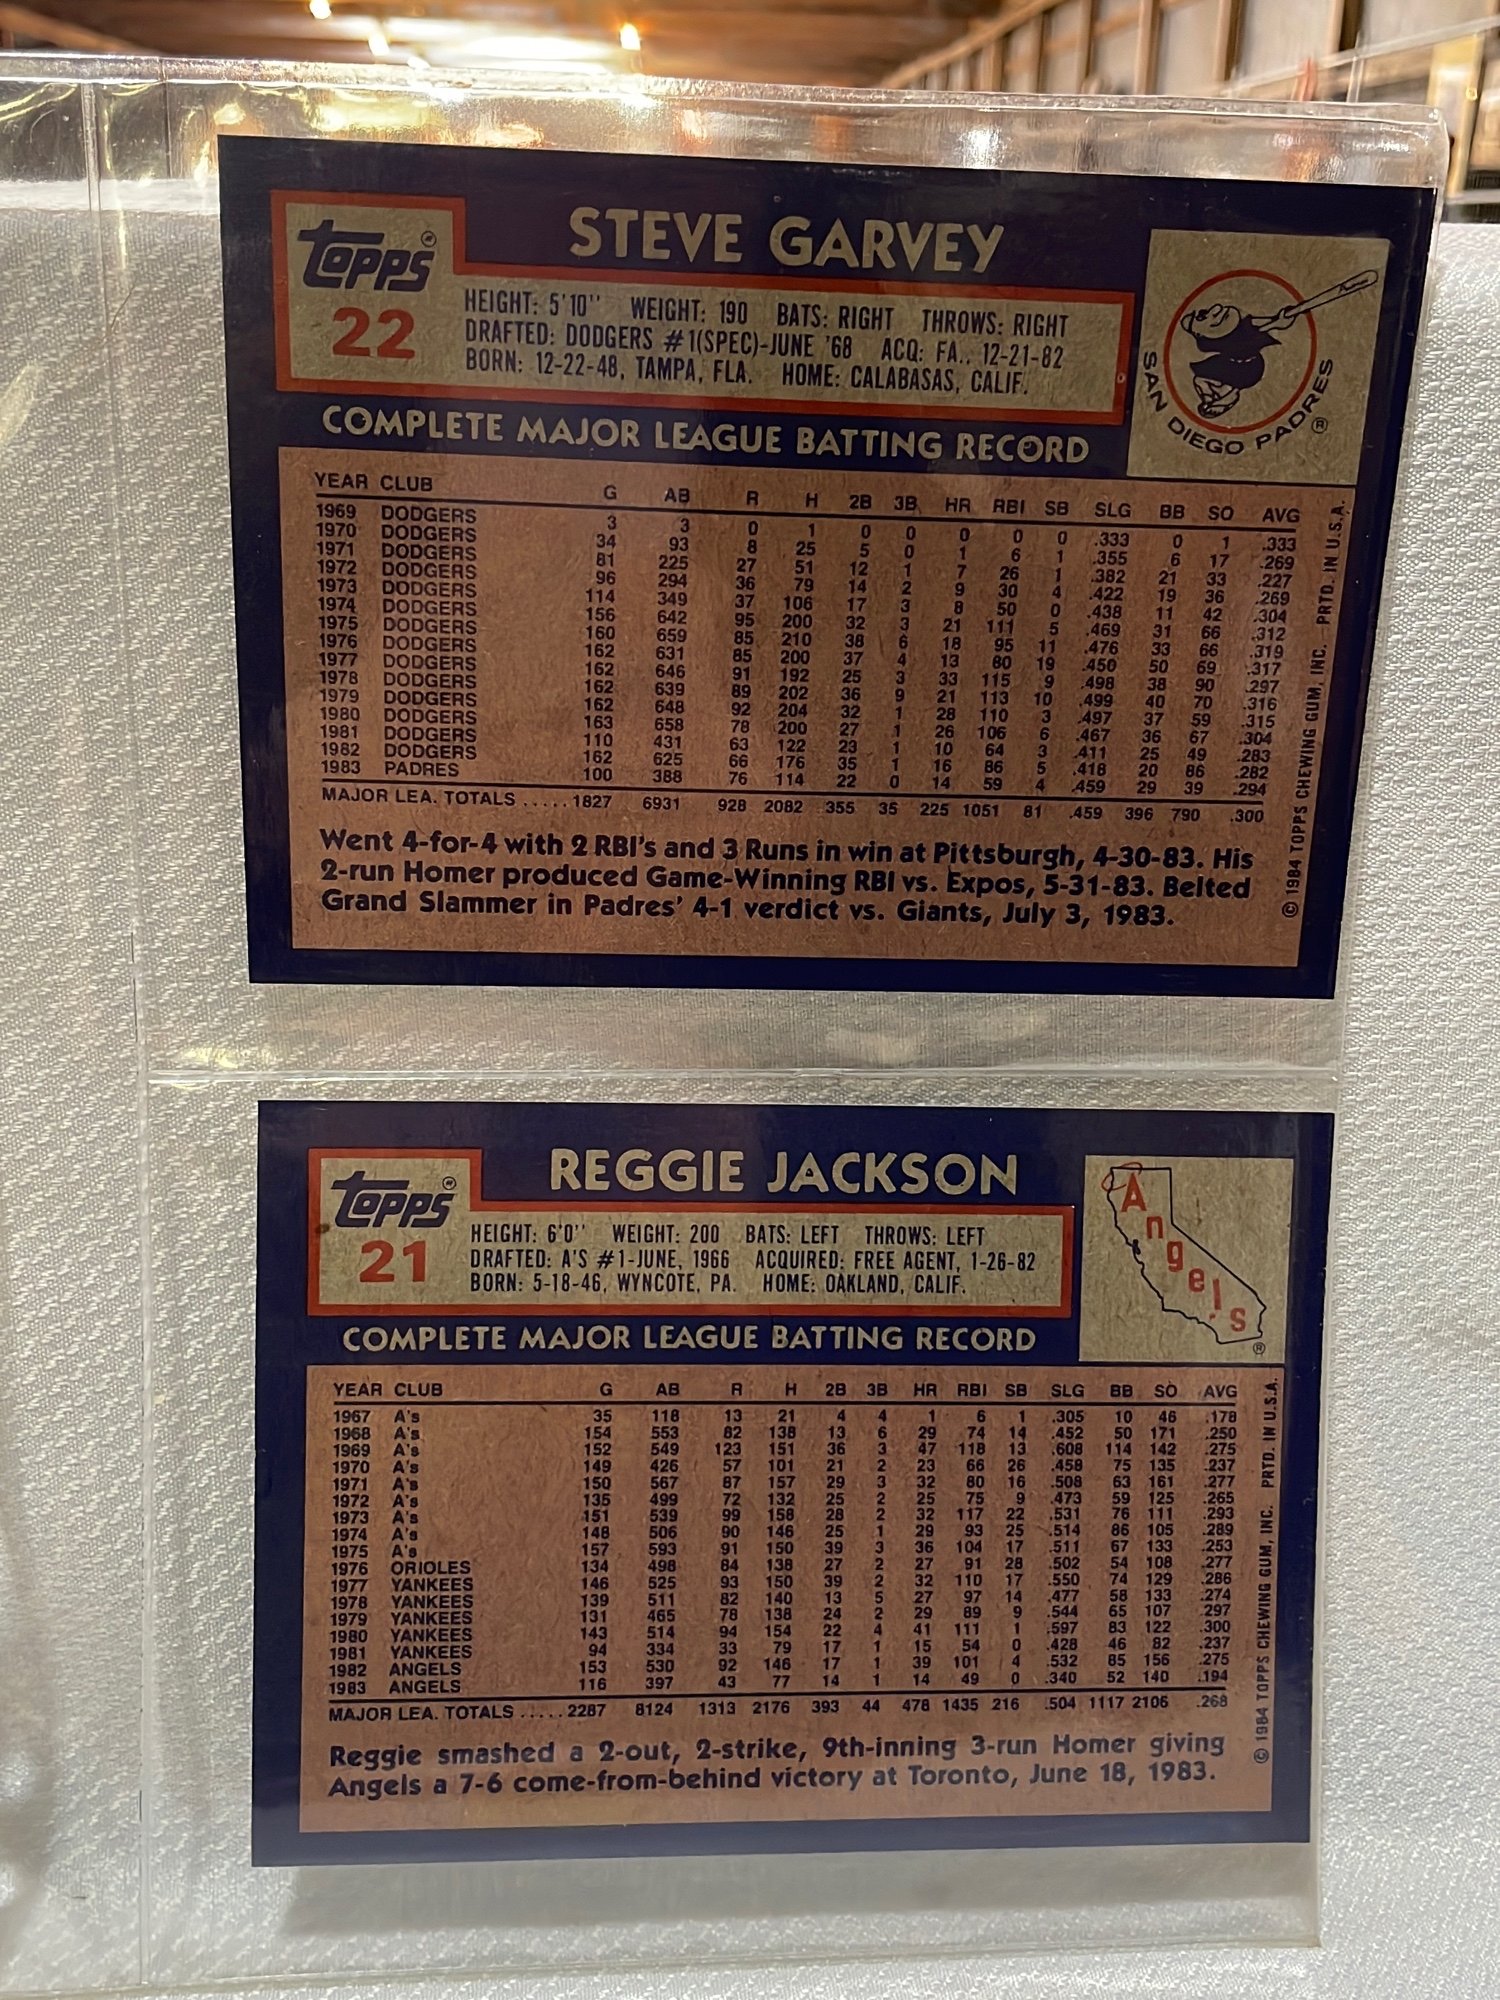 Topps ®
22
STEVE GARVEY
HEIGHT: 5'10" WEIGHT: 190 BATS: RIGHT THROWS: RIGHT
DRAFTED: DODGERS #1(SPEC)-JUNE '68 ACQ: FA., 12-21-82
BORN: 12-22-48, TAMPA, FLA. HOME: CALABASAS, CALIF.
SAN DIEGO PADRES ®
COMPLETE MAJOR LEAGUE BATTING RECORD
YEAR CLUB G AB R H 2B 3B HR RBI SB SLG BB SO AVG
1969 DODGERS 3 3 0 1 0 0 0 0 0 .333 0 1 .333
1970 DODGERS 34 93 8 25 5 0 1 6 1 .355 6 17 .269
1971 DODGERS 81 225 27 51 12 1 7 26 1 .382 21 33 .227
1972 DODGERS 96 294 36 79 14 2 9 30 4 .422 19 36 .269
1973 DODGERS 114 349 37 106 17 3 8 50 0 .438 11 42 .304
1974 DODGERS 156 642 95 200 32 3 21 111 5 .469 31 66 .312
1975 DODGERS 160 659 85 210 38 6 18 95 11 .476 33 66 .319
1976 DODGERS 162 631 85 200 37 4 13 80 19 .450 50 69 .317
1977 DODGERS 162 646 91 192 25 3 33 115 9 .498 38 90 .297
1978 DODGERS 162 639 89 202 36 9 21 113 10 .499 40 70 .316
1979 DODGERS 162 648 92 204 32 1 28 110 3 .497 37 59 .315
1980 DODGERS 163 658 78 200 27 1 26 106 6 .467 36 67 .304
1981 DODGERS 110 431 63 122 23 1 10 64 3 .411 25 49 .283
1982 DODGERS 162 625 66 176 35 1 16 86 5 .418 20 86 .282
1983 PADRES 100 388 76 114 22 0 14 59 4 .459 29 39 .294
MAJOR LEA. TOTALS ..... 1827 6931 928 2082 355 35 225 1051 81 .459 396 790 .300
Went 4-for-4 with 2 RBI's and 3 Runs in win at Pittsburgh, 4-30-83. His
2-run Homer produced Game-Winning RBI vs. Expos, 5-31-83. Belted
Grand Slammer in Padres' 4-1 verdict vs. Giants, July 3, 1983.
© 1984 TOPPS CHEWING GUM, INC. PRTD. IN U.S.A.
Topps ®
21
REGGIE JACKSON
HEIGHT: 6'0" WEIGHT: 200 BATS: LEFT THROWS: LEFT
DRAFTED: A'S #1-JUNE, 1966 ACQUIRED: FREE AGENT, 1-26-82
BORN: 5-18-46, WYNCOTE, PA. HOME: OAKLAND, CALIF.
Angels ®
COMPLETE MAJOR LEAGUE BATTING RECORD
YEAR CLUB G AB R H 2B 3B HR RBI SB SLG BB SO AVG
1967 A's 35 118 13 21 4 4 1 6 1 .305 10 46 .178
1968 A's 154 553 82 138 13 6 29 74 14 .452 50 171 .250
1969 A's 152 549 123 151 36 3 47 118 13 .608 114 142 .275
1970 A's 149 426 57 101 21 2 23 66 26 .458 75 135 .237
1971 A's 150 567 87 157 29 3 32 80 16 .508 63 161 .277
1972 A's 135 499 72 132 25 2 25 75 9 .473 59 125 .265
1973 A's 151 539 99 158 28 2 32 117 22 .531 76 111 .293
1974 A's 148 506 90 146 25 1 29 93 25 .514 86 105 .289
1975 A's 157 593 91 150 39 3 36 104 17 .511 67 133 .253
1976 ORIOLES 134 498 84 138 27 2 27 91 28 .502 54 108 .277
1977 YANKEES 146 525 93 150 39 2 32 110 17 .550 74 129 .286
1978 YANKEES 139 511 82 140 13 5 27 97 14 .477 58 133 .274
1979 YANKEES 131 465 78 138 24 2 29 89 9 .544 65 107 .297
1980 YANKEES 143 514 94 154 22 4 41 111 1 .597 83 122 .300
1981 YANKEES 94 334 33 79 17 1 15 54 0 .428 46 82 .237
1982 ANGELS 153 530 92 146 17 1 39 101 4 .532 85 156 .275
1983 ANGELS 116 397 43 77 14 1 14 49 0 .340 52 140 .194
MAJOR LEA. TOTALS ..... 2287 8124 1313 2176 393 44 478 1435 216 .504 1117 2106 .268
Reggie smashed a 2-out, 2-strike, 9th-inning 3-run Homer giving
Angels a 7-6 come-from-behind victory at Toronto, June 18, 1983.
© 1984 TOPPS CHEWING GUM, INC. PRTD. IN U.S.A.